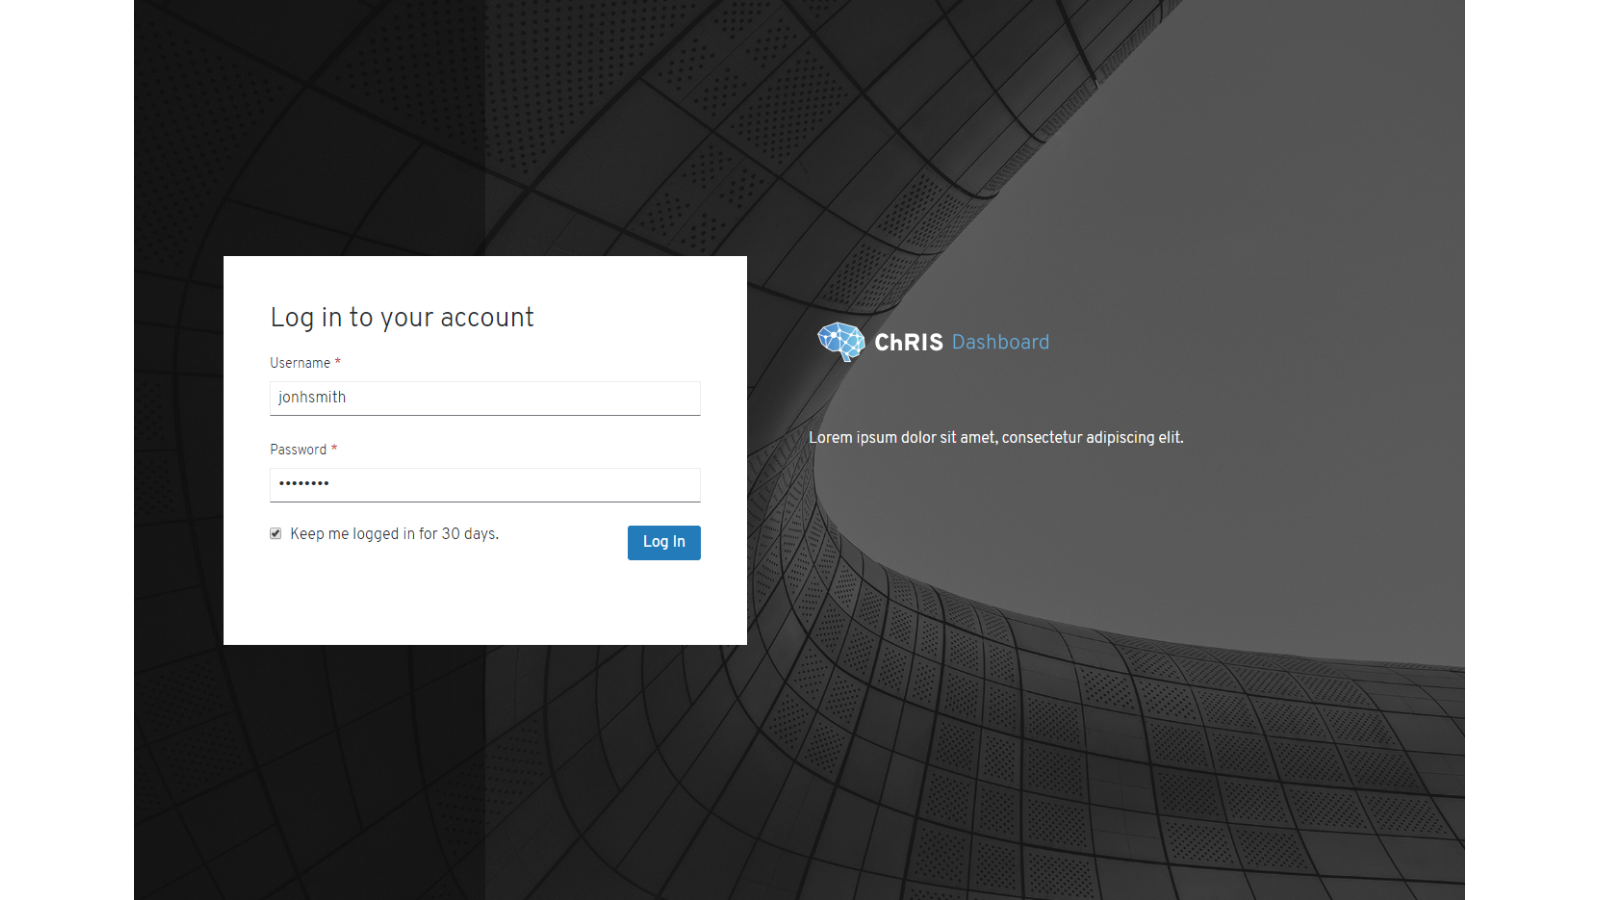 Log in to your account
Username *
jonhsmith
Password *
••••••••
Keep me logged in for 30 days.
Log In
ChRIS Dashboard
Lorem ipsum dolor sit amet, consectetur adipiscing elit.